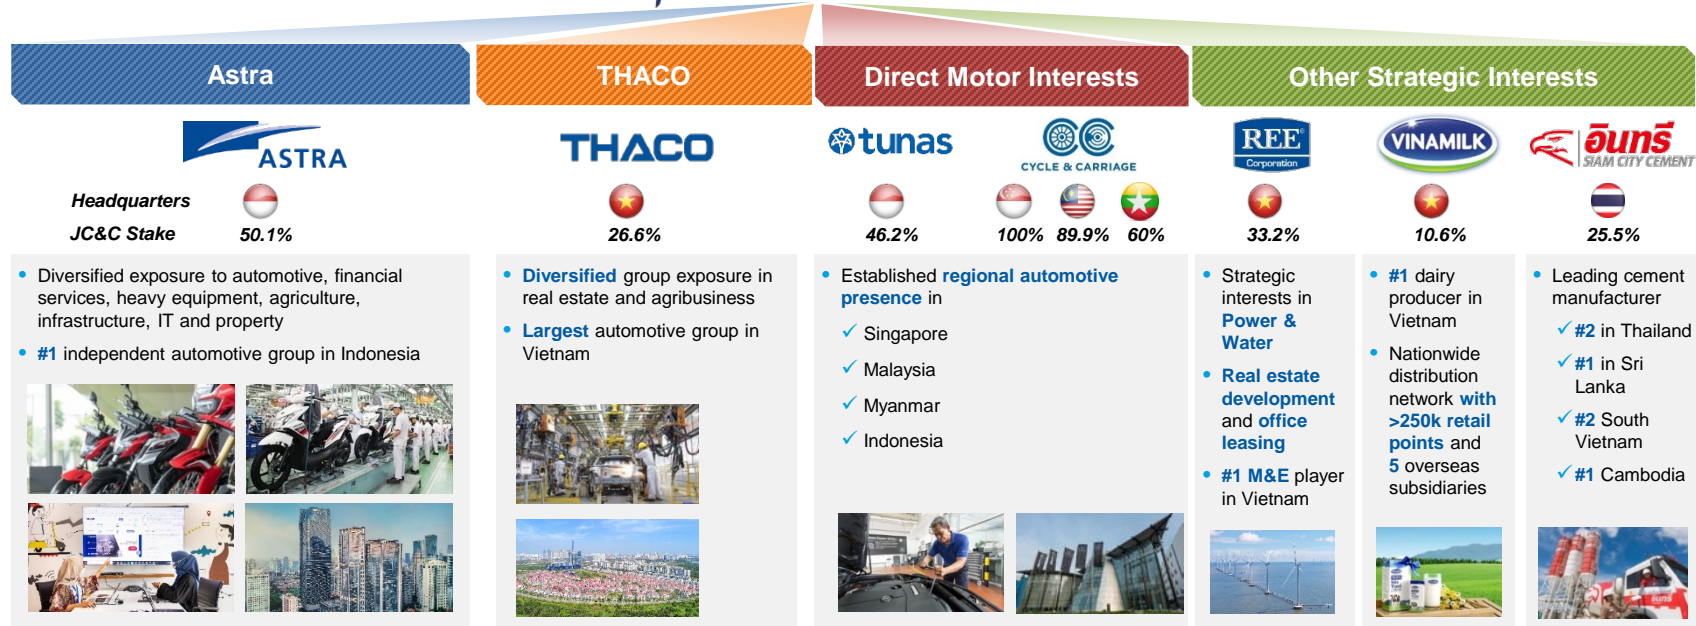 Astra
THACO
Direct Motor Interests
Other Strategic Interests
ASTRA
THACO
tunas
CYCLE & CARRIAGE
REE
Corporation
VINAMILK
อินทรี
SIAM CITY CEMENT
Headquarters
JC&C Stake
50.1%
26.6%
46.2%
100%
89.9%
60%
33.2%
10.6%
25.5%
• Diversified exposure to automotive, financial
services, heavy equipment, agriculture,
infrastructure, IT and property
• #1 independent automotive group in Indonesia
• Diversified group exposure in
real estate and agribusiness
• Largest automotive group in
Vietnam
• Established regional automotive
presence in
✓ Singapore
✓ Malaysia
✓ Myanmar
✓ Indonesia
• Strategic
interests in
Power &
Water
• Real estate
development
and office
leasing
• #1 M&E player
in Vietnam
• #1 dairy
producer in
Vietnam
• Nationwide
distribution
network with
>250k retail
points and
5 overseas
subsidiaries
• Leading cement
manufacturer
✓ #2 in Thailand
✓ #1 in Sri
Lanka
✓ #2 South
Vietnam
✓ #1 Cambodia